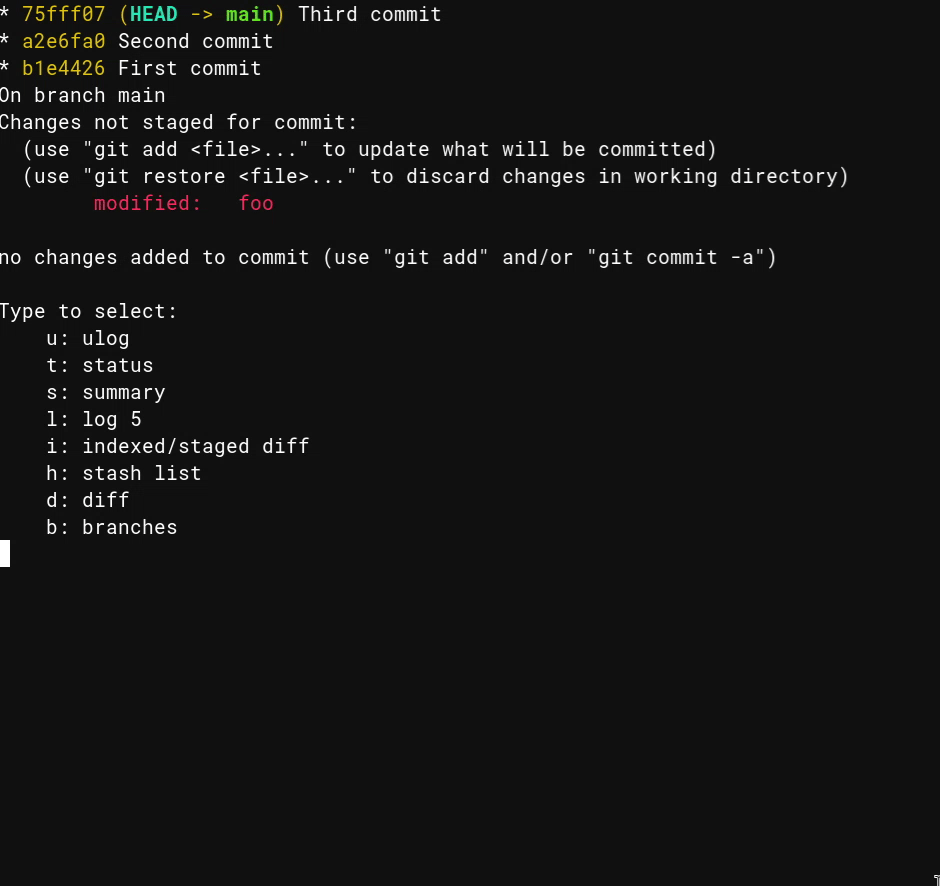 * 75fff07 (HEAD -> main) Third commit
* a2e6fa0 Second commit
* b1e4426 First commit
On branch main
Changes not staged for commit:
  (use "git add <file>..." to update what will be committed)
  (use "git restore <file>..." to discard changes in working directory)
        modified:   foo

no changes added to commit (use "git add" and/or "git commit -a")

Type to select:
    u: ulog
    t: status
    s: summary
    l: log 5
    i: indexed/staged diff
    h: stash list
    d: diff
    b: branches